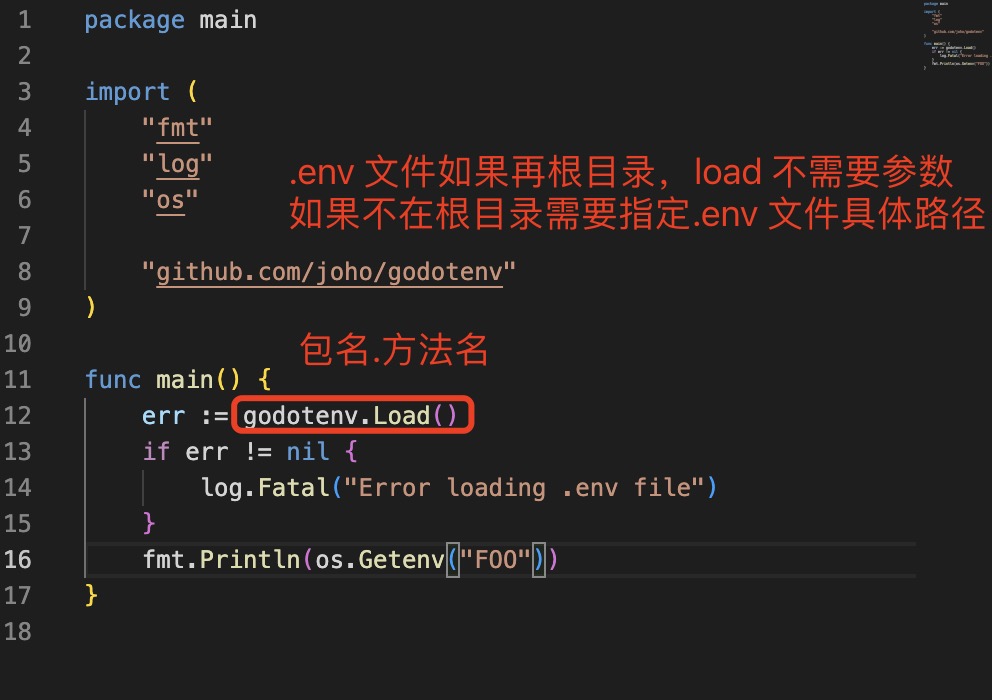 1 package main
2
3 import (
4 "fmt"
5 "log"
.env 文件如果再根目录，load 不需要参数
6 "os"
如果不在根目录需要指定.env 文件具体路径
7
8 "github.com/joho/godotenv"
9 )
10
包名.方法名
11 func main() {
12 err := godotenv.Load()
13 if err != nil {
14 log.Fatal("Error loading .env file")
15 }
16 fmt.Println(os.Getenv("FOO"))
17 }
18